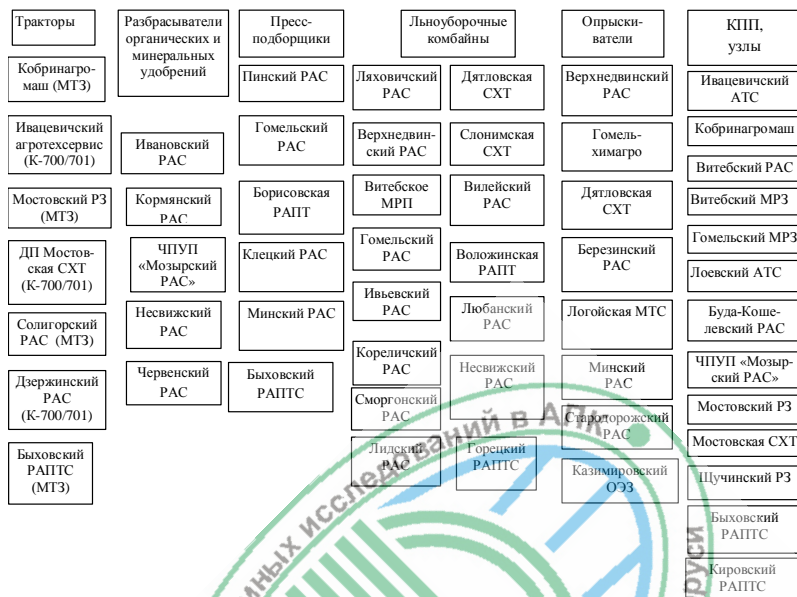 Тракторы
Кобринагро-
маш (МТЗ)
Ивацевичский
агротехсервис
(К-700/701)
Мостовский РЗ
(МТЗ)
ДП Мостов-
ская СХТ
(К-700/701)
Солигорский
РАС (МТЗ)
Дзержинский
РАС
(К-700/701)
Быховский
РАПТС
(МТЗ)
Разбрасыватели
органических и
минеральных
удобрений
Ивановский
РАС
Кормянский
РАС
ЧПУП
«Мозырский
РАС»
Несвижский
РАС
Червенский
РАС
Пресс-
подборщики
Пинский РАС
Гомельский
РАС
Борисовская
РАПТ
Клецкий РАС
Минский РАС
Быховский
РАПТС
Льноуборочные
комбайны
Ляховичский
РАС
Верхнедвин-
ский РАС
Витебское
МРП
Гомельский
РАС
Ивьевский
РАС
Кореличский
РАС
Сморгонский
РАС
Лидский
РАС
Дятловская
СХТ
Слонимская
СХТ
Вилейский
РАС
Воложинская
РАПТ
Любанский
РАС
Несвижский
РАС
Горецкий
РАПТС
Опрыски-
ватели
Верхнедвинский
РАС
Гомель-
химагро
Дятловская
СХТ
Березинский
РАС
Логойская МТС
Минский
РАС
Стародорожский
РАС
Казимировский
ОЭЗ
КПП,
узлы
Ивацевичский
АТС
Кобринагромаш
Витебский РАС
Витебский МРЗ
Гомельский МРЗ
Лоевский АТС
Буда-Коше-
левский РАС
ЧПУП «Мозыр-
ский РАС»
Мостовский РЗ
Мостовская СХТ
Щучинский РЗ
Быховский
РАПТС
Кировский
РАПТС
исследований в АПК